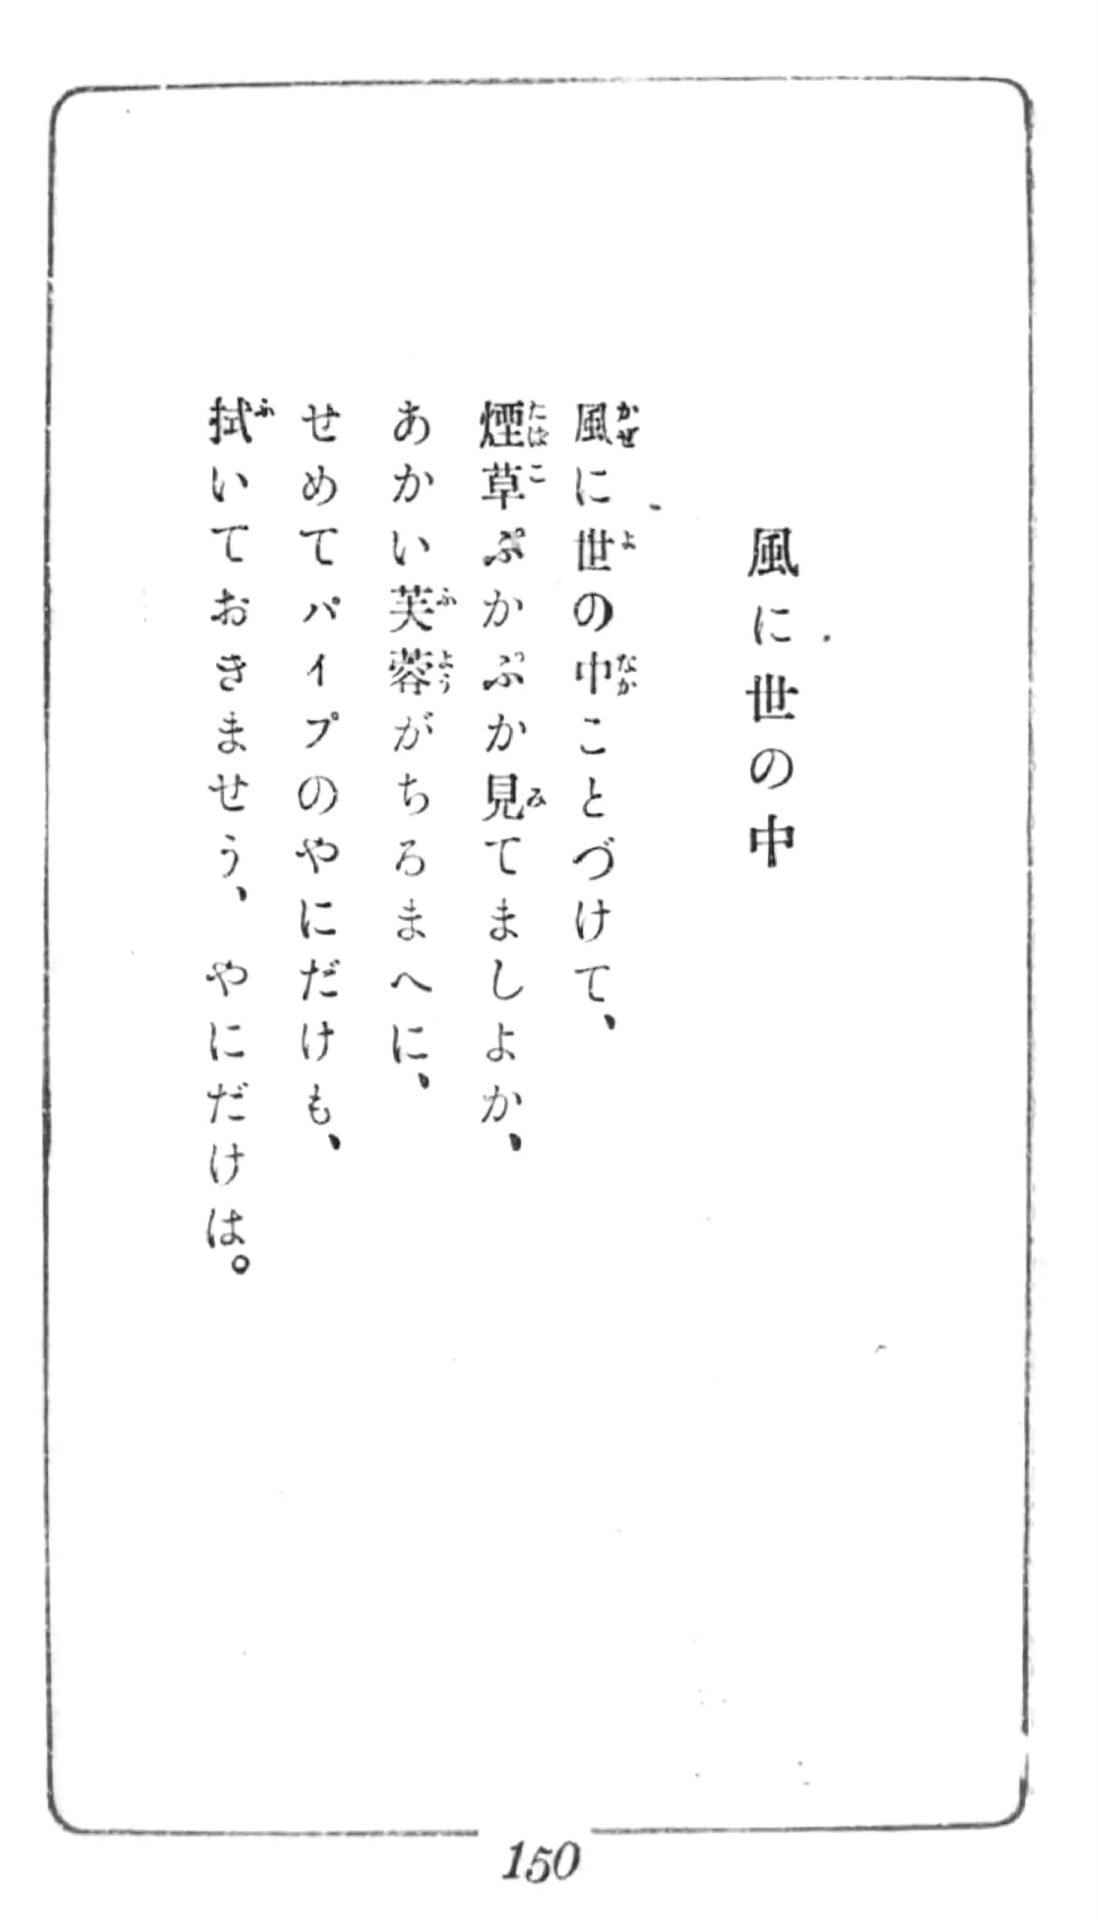 風に世の中
風に世の中ことづけて、
煙草ぷかぷか見てましよか、
あかい芙蓉がちろまへに、
せめてパイプのやにだけも、
拭いておきませう、 やにだけは。
150